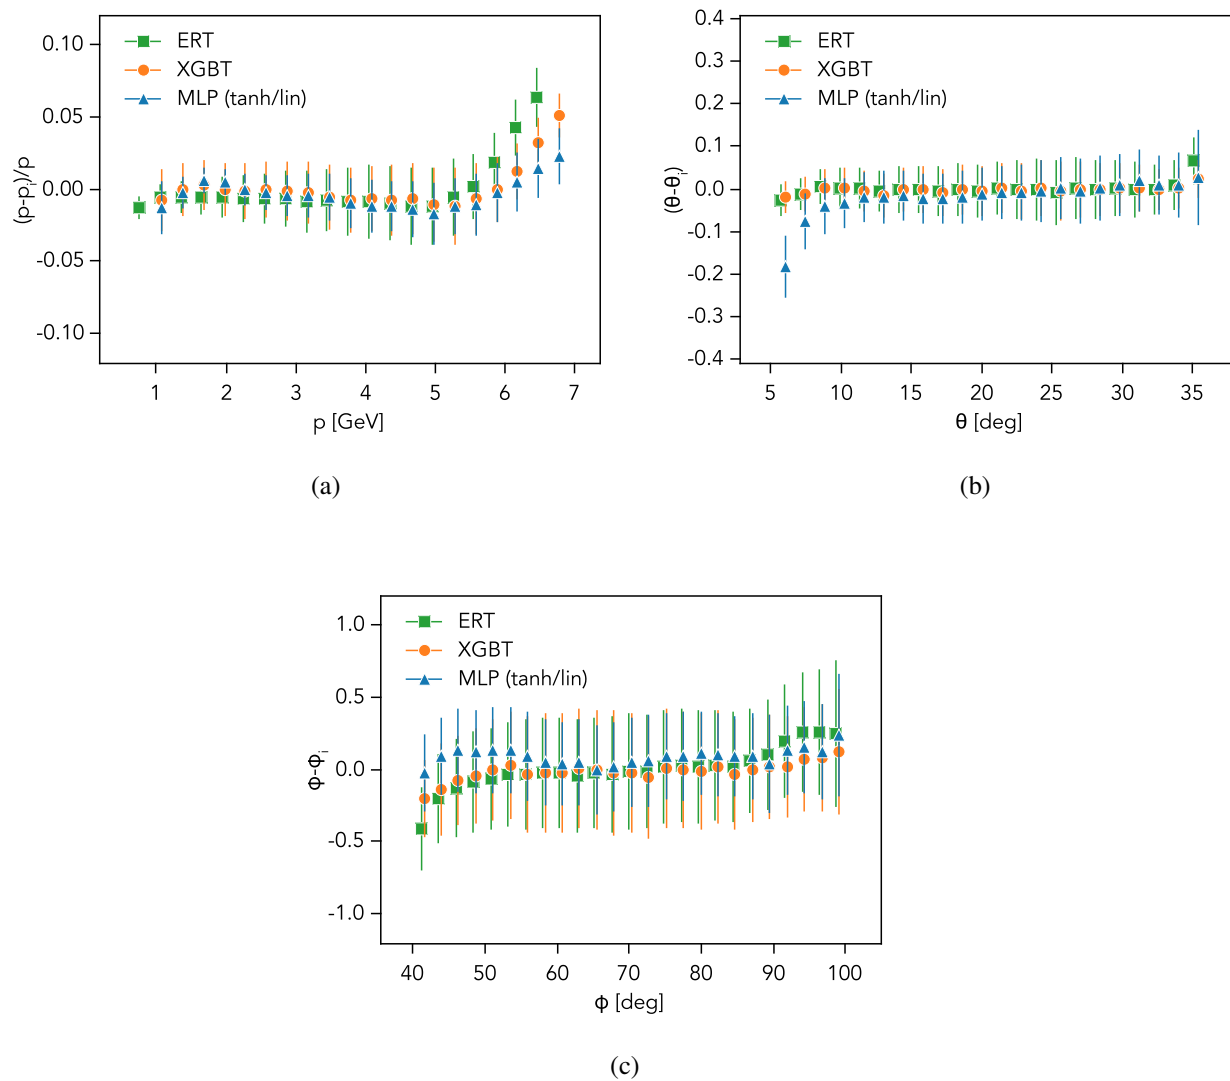 0.10
0.05
0.00
-0.05
-0.10
(p-pᵢ)/p
ERT
XGBT
MLP (tanh/lin)
1 2 3 4 5 6 7
p [GeV]
(a)
0.4
0.3
0.2
0.1
0.0
-0.1
-0.2
-0.3
-0.4
(θ-θᵢ)
ERT
XGBT
MLP (tanh/lin)
5 10 15 20 25 30 35
θ [deg]
(b)
1.0
0.5
0.0
-0.5
-1.0
ϕ-ϕᵢ
ERT
XGBT
MLP (tanh/lin)
40 50 60 70 80 90 100
ϕ [deg]
(c)